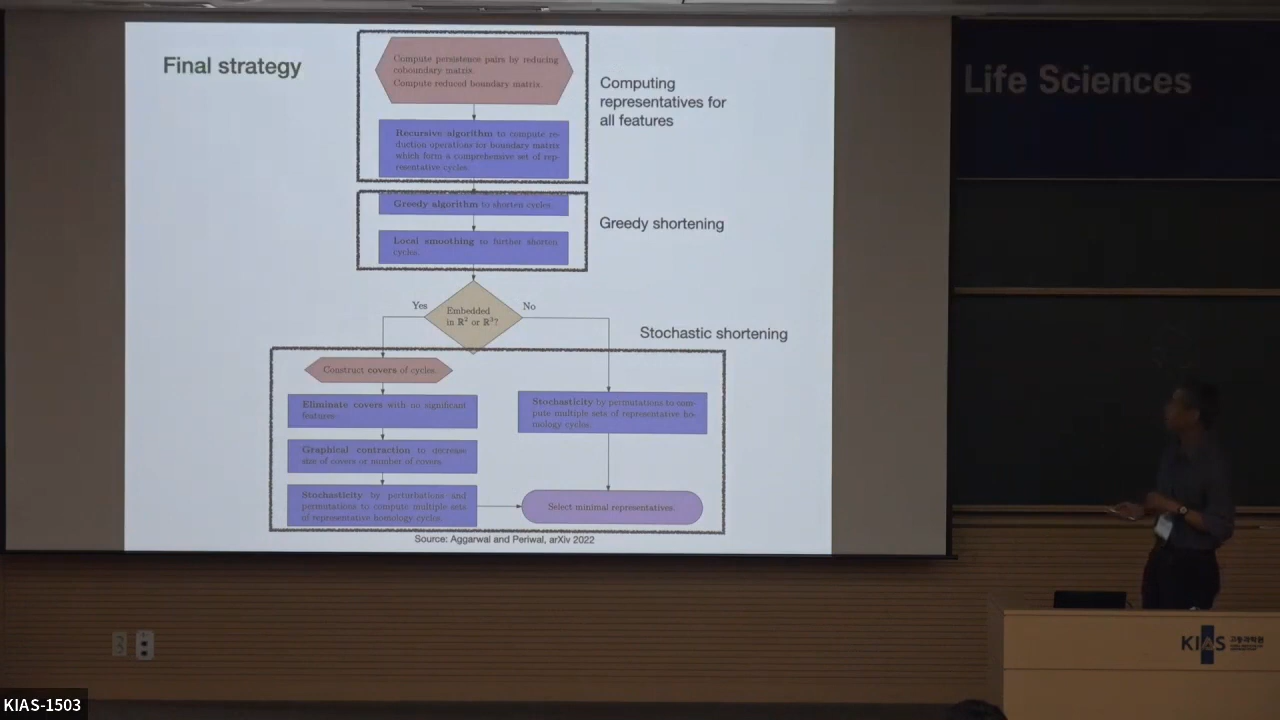 Final strategy
Compute persistence pairs by reducing
coboundary matrix.
Compute reduced boundary matrix.
Computing
representatives for
all features
Recursive algorithm to compute re-
duction operations for boundary matrix
which form a comprehensive set of rep-
resentative cycles.
Greedy algorithm to shorten cycles.
Greedy shortening
Local smoothing to further shorten
cycles.
Yes
No
Embedded
in ℝ² or ℝ³?
Stochastic shortening
Construct covers of cycles.
Eliminate covers with no significant
features.
Graphical contraction to decrease
size of covers or number of covers.
Stochasticity by perturbations and
permutations to compute multiple sets
of representative homology cycles.
Stochasticity by permutations to com-
pute multiple sets of representative ho-
mology cycles.
Select minimal representatives.
Source: Aggarwal and Periwal, arXiv 2022
Life Sciences
KIAS 고등과학원
KIAS-1503